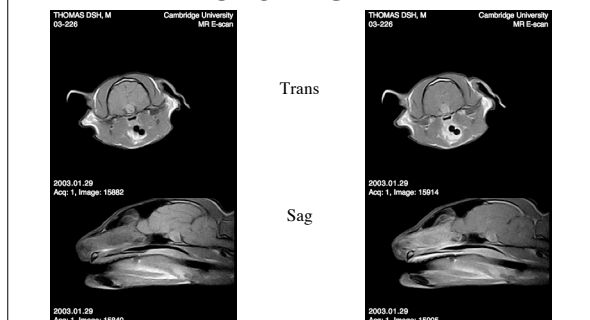 THOMAS DSH, M Cambridge University
03-226 MR E-scan
THOMAS DSH, M Cambridge University
03-226 MR E-scan
Trans
2003.01.29
Acq: 1, Image: 15882
2003.01.29
Acq: 1, Image: 15914
Sag
2003.01.29
2003.01.29